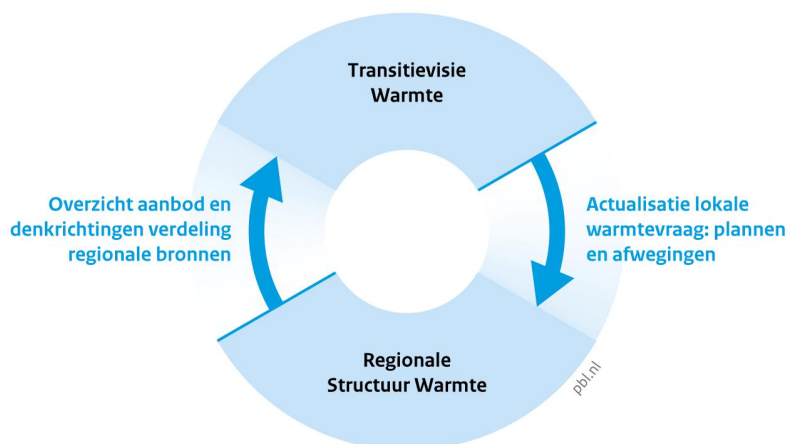 Transitievisie
Warmte
Overzicht aanbod en
denkrichtingen verdeling
regionale bronnen
Actualisatie lokale
warmtevraag: plannen
en afwegingen
Regionale
Structuur Warmte
pbl.nl